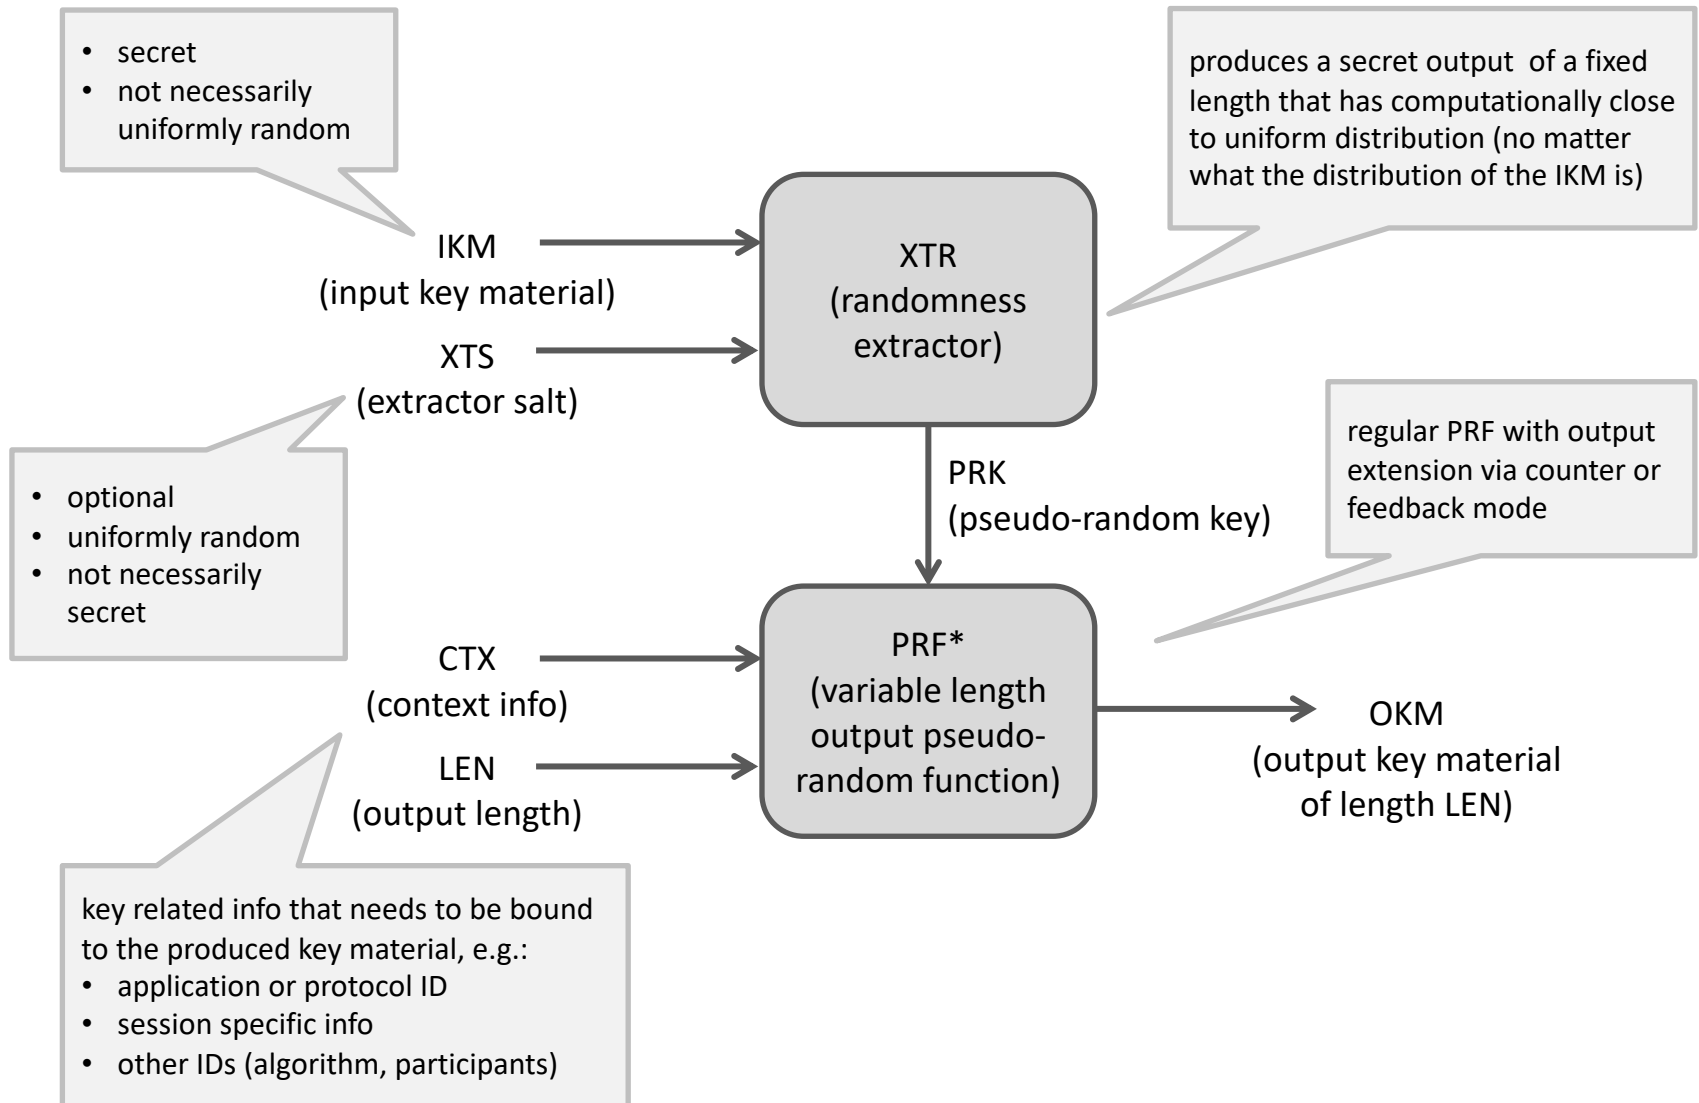 • secret
• not necessarily
uniformly random
produces a secret output of a fixed
length that has computationally close
to uniform distribution (no matter
what the distribution of the IKM is)
IKM
(input key material)
XTS
(extractor salt)
XTR
(randomness
extractor)
• optional
• uniformly random
• not necessarily
secret
PRK
(pseudo-random key)
regular PRF with output
extension via counter or
feedback mode
CTX
(context info)
LEN
(output length)
PRF*
(variable length
output pseudo-
random function)
OKM
(output key material
of length LEN)
key related info that needs to be bound
to the produced key material, e.g.:
• application or protocol ID
• session specific info
• other IDs (algorithm, participants)